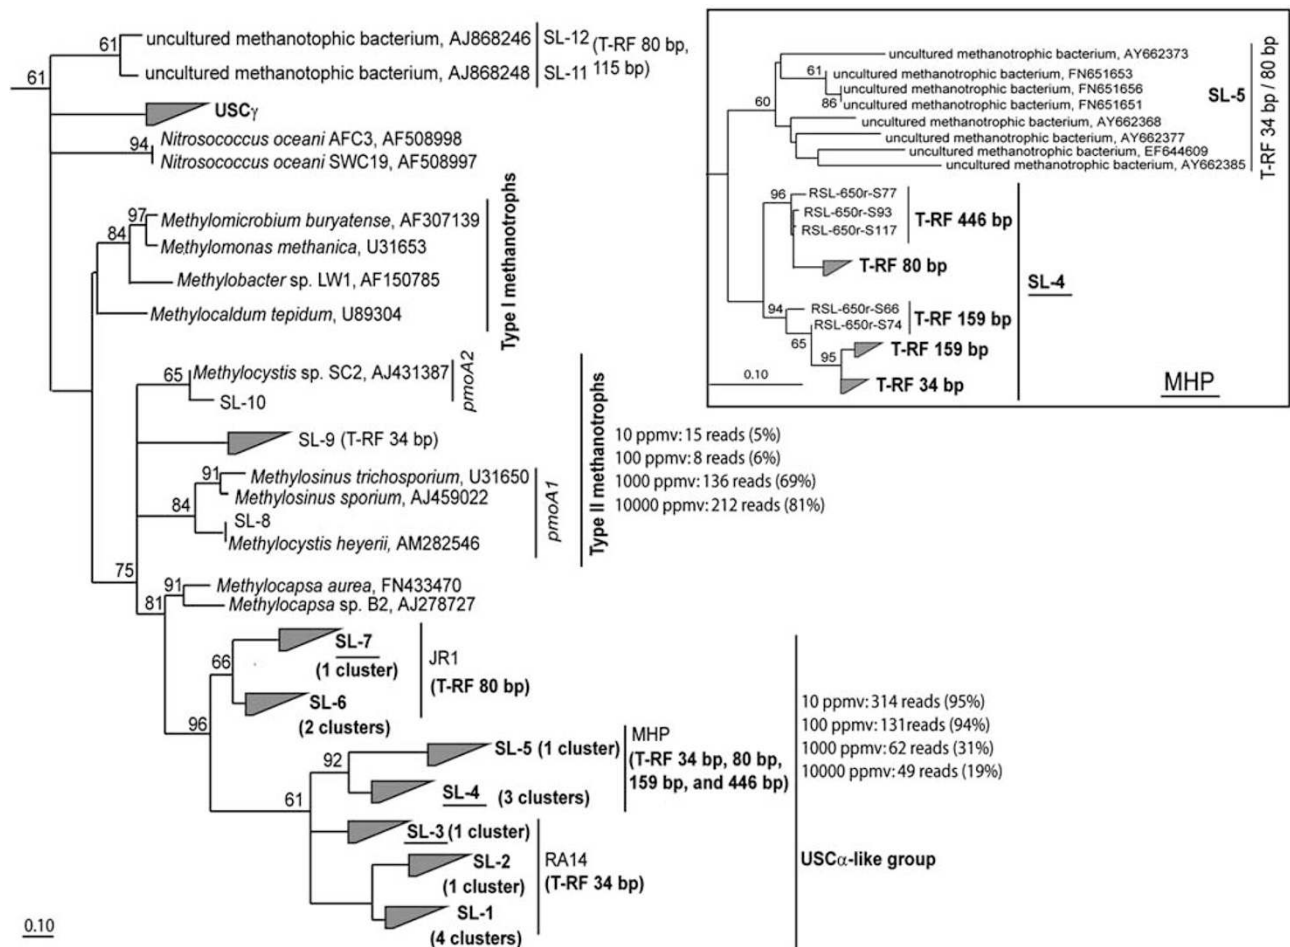 61
61
uncultured methanotophic bacterium, AJ868246
SL-12
(T-RF 80 bp,
uncultured methanotophic bacterium, AJ868248
SL-11
115 bp)
USCγ
94
Nitrosococcus oceani AFC3, AF508998
Nitrosococcus oceani SWC19, AF508997
84
97
Methylomicrobium buryatense, AF307139
Methylomonas methanica, U31653
Methylobacter sp. LW1, AF150785
Methylocaldum tepidum, U89304
Type I methanotrophs
75
65
Methylocystis sp. SC2, AJ431387
SL-10
pmoA2
SL-9 (T-RF 34 bp)
84
91
Methylosinus trichosporium, U31650
Methylosinus sporium, AJ459022
SL-8
Methylocystis heyerii, AM282546
pmoA1
Type II methanotrophs
10 ppmv: 15 reads (5%)
100 ppmv: 8 reads (6%)
1000 ppmv: 136 reads (69%)
10000 ppmv: 212 reads (81%)
81
91
Methylocapsa aurea, FN433470
Methylocapsa sp. B2, AJ278727
96
66
SL-7
(1 cluster)
SL-6
(2 clusters)
JR1
(T-RF 80 bp)
61
92
SL-5 (1 cluster)
SL-4 (3 clusters)
MHP
(T-RF 34 bp, 80 bp,
159 bp, and 446 bp)
SL-3 (1 cluster)
SL-2
(1 cluster)
SL-1
(4 clusters)
RA14
(T-RF 34 bp)
10 ppmv: 314 reads (95%)
100 ppmv: 131reads (94%)
1000 ppmv: 62 reads (31%)
10000 ppmv: 49 reads (19%)
USCα-like group
0.10
60
uncultured methanotrophic bacterium, AY662373
61
uncultured methanotrophic bacterium, FN651653
uncultured methanotrophic bacterium, FN651656
86
uncultured methanotrophic bacterium, FN651651
uncultured methanotrophic bacterium, AY662368
uncultured methanotrophic bacterium, AY662377
uncultured methanotrophic bacterium, EF644609
uncultured methanotrophic bacterium, AY662385
SL-5
T-RF 34 bp / 80 bp
96
RSL-650r-S77
RSL-650r-S93
RSL-650r-S117
T-RF 446 bp
T-RF 80 bp
SL-4
94
RSL-650r-S66
RSL-650r-S74
T-RF 159 bp
65
95
T-RF 159 bp
T-RF 34 bp
0.10
MHP